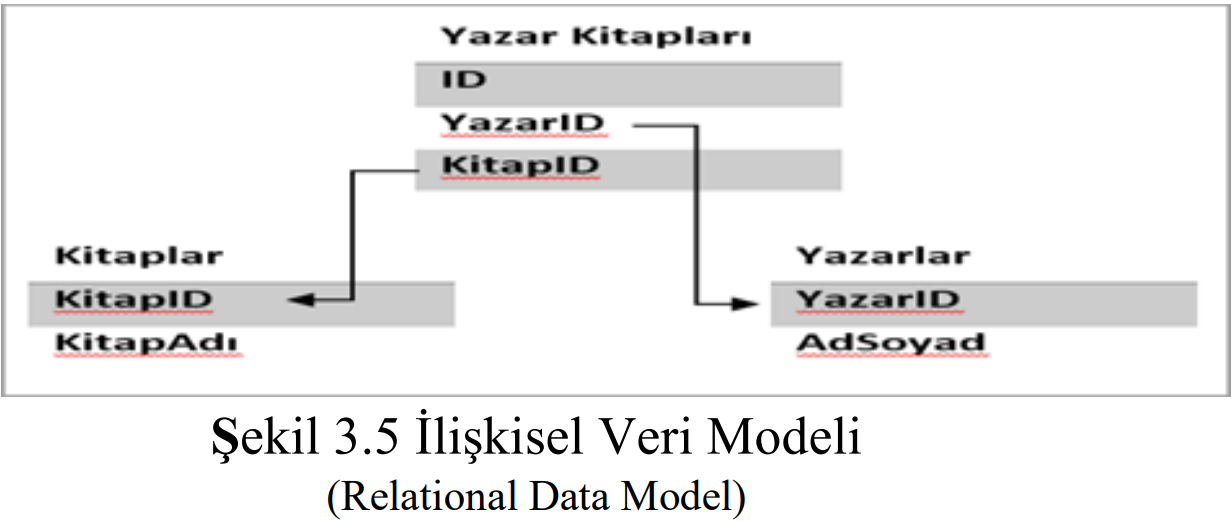 Yazar Kitapları
ID
YazarID
KitapID
Kitaplar
KitapID
KitapAdı
Yazarlar
YazarID
AdSoyad
Şekil 3.5 İlişkisel Veri Modeli
(Relational Data Model)